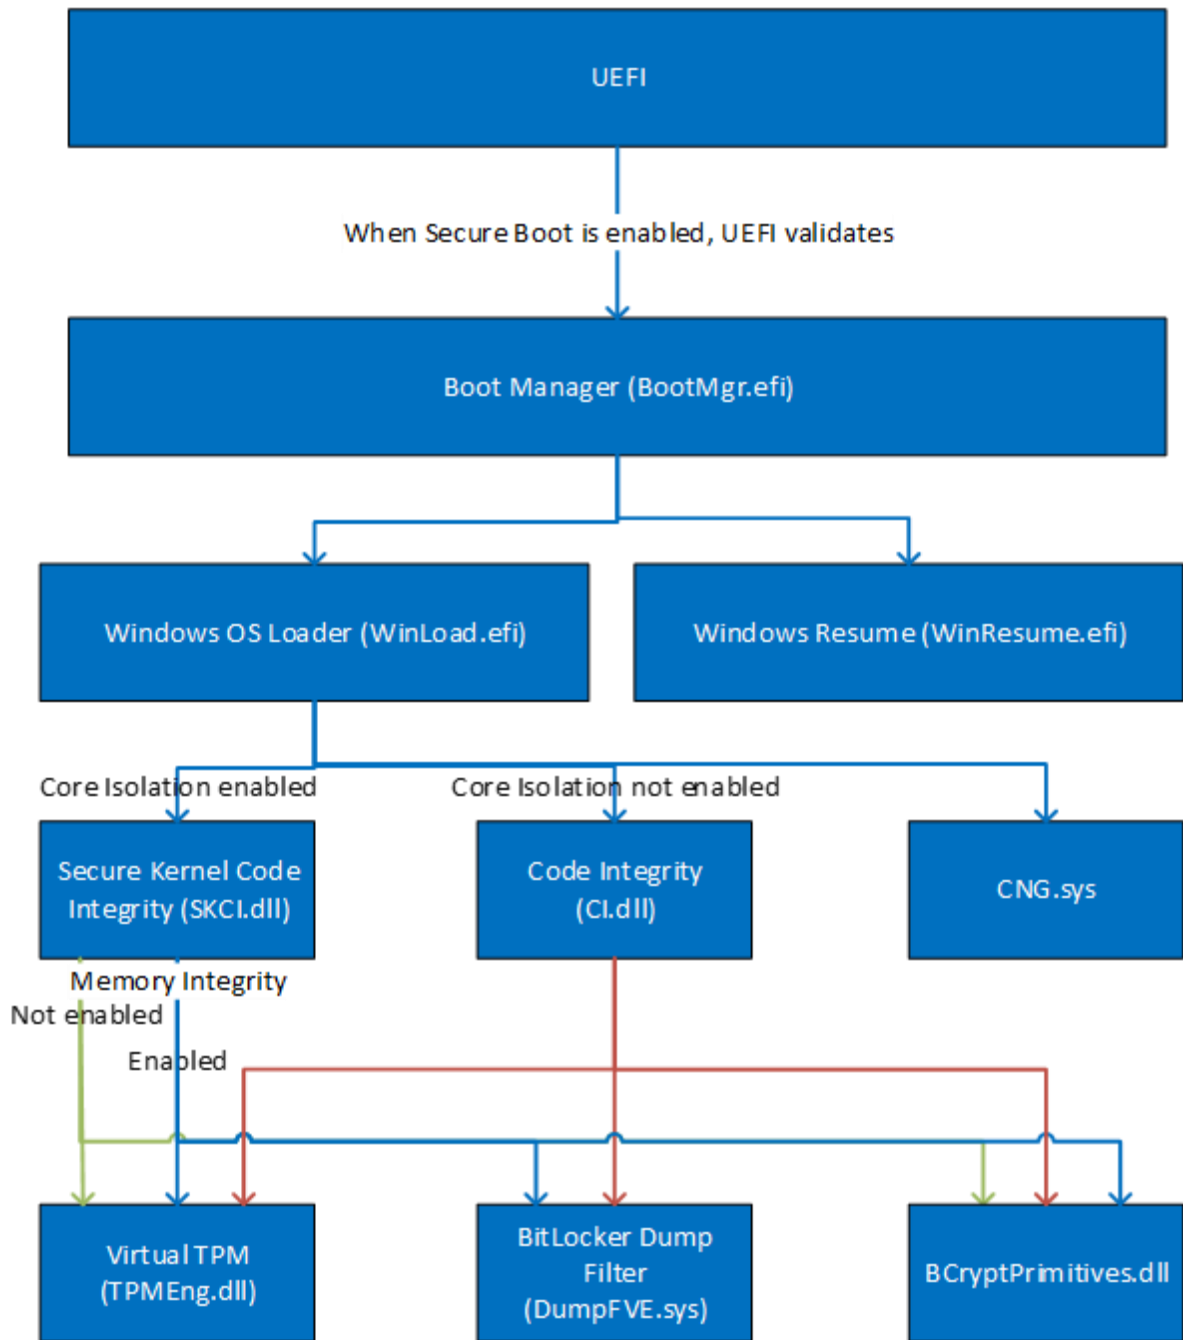 UEFI
When Secure Boot is enabled, UEFI validates
Boot Manager (BootMgr.efi)
Windows OS Loader (WinLoad.efi)
Windows Resume (WinResume.efi)
Core Isolation enabled
Core Isolation not enabled
Secure Kernel Code
Integrity (SKCI.dll)
Code Integrity
(CI.dll)
CNG.sys
Memory Integrity
Not enabled
Enabled
Virtual TPM
(TPMEng.dll)
BitLocker Dump
Filter
(DumpFVE.sys)
BCryptPrimitives.dll